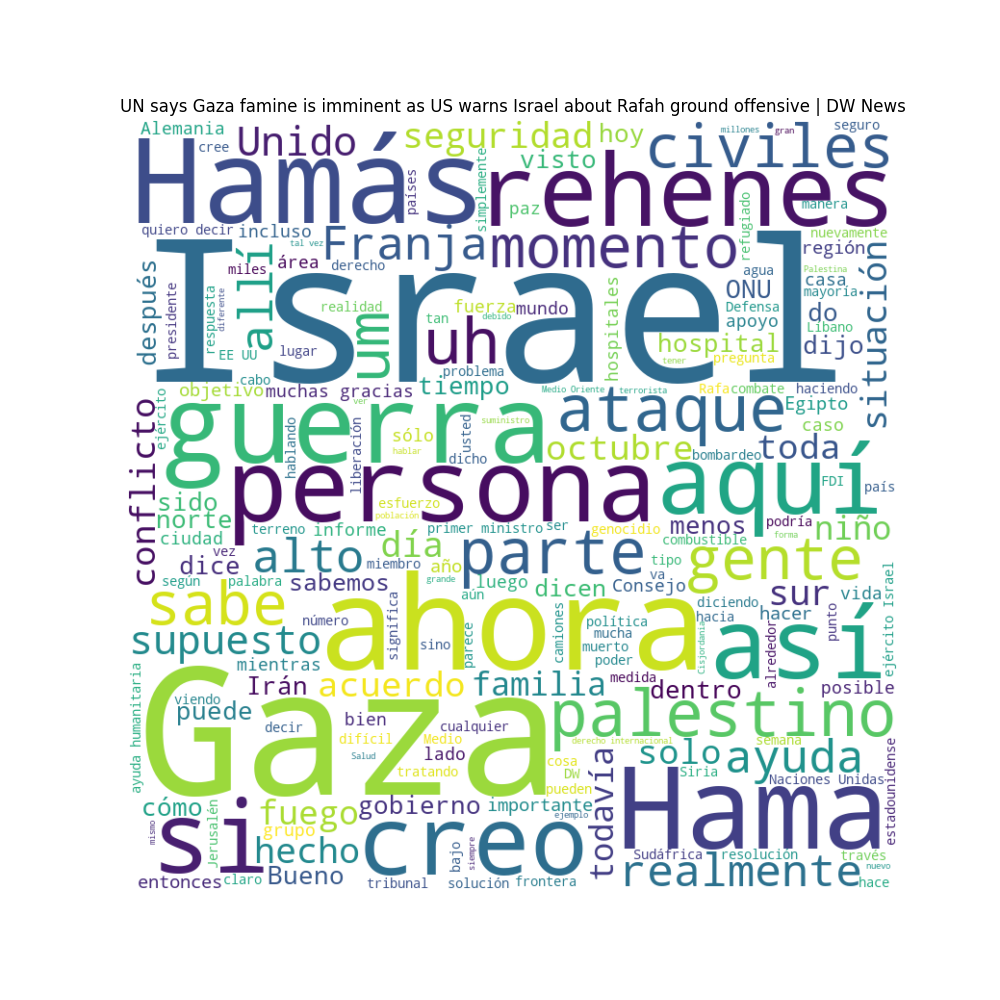 UN says Gaza famine is imminent as US warns Israel about Rafah ground offensive | DW News
Alemania
cree
Unido
seguridad
hoy
millones
gran
seguro
Hamás
países
simplemente
visto
civiles
rehenes
paz
refugiado
manera
quiero decir
incluso
tal vez
Franja
momento
nuevamente
región
después
miles
allí
área
derecho
Israel
agua
Palestina
casa
situación
presidente
respuesta
diferente
realidad
um
fuerza
mundo
hospitales
ONU
mayoría
tan
debido
Defensa
apoyo
do
Líbano
EE UU
lugar
uh
hospital
dijo
cabo
problema
pregunta
tener
objetivo
muchas gracias
tiempo
Medio Oriente
terrorista
Rafa
combate
haciendo
ejército
ver
guerra
ataque
Egipto
conflicto
suministro
caso
hablando
liberación
sólo
hablar
usted
dicho
octubre
toda
bombardeo
persona
aquí
FDI
país
sido
esfuerzo
población
norte
terreno
informe
primer ministro
ser
genocidio
menos
podría
niño
ciudad
vez
alto
día
parte
combustible
forma
dice
miembro
año
tipo
gente
según
palabra
sabemos
grande
luego
dicen
Consejo
va
sur
vida
sabe
aún
ahora
diciendo
hacer
ejército Israel
número
significa
hacia
punto
supuesto
sino
parece
camiones
política
mucha
muerto
poder
Cisjordania
así
alrededor
mientras
ayuda humanitaria
Irán
acuerdo
familia
medida
dentro
posible
Gaza
viendo
puede
decir
bien
cualquier
palestino
difícil
Medio
derecho internacional
semana
Salud
lado
cosa
solo
ayuda
tratando
DW
Siria
pueden
Naciones Unidas
estadounidense
cómo
Jerusalén
fuego
gobierno
importante
todavía
Hama
mismo
si
grupo
creo
ejemplo
hecho
bajo
siempre
Sudáfrica
resolución
través
entonces
claro
Bueno
tribunal
solución
frontera
realmente
nuevo
hace